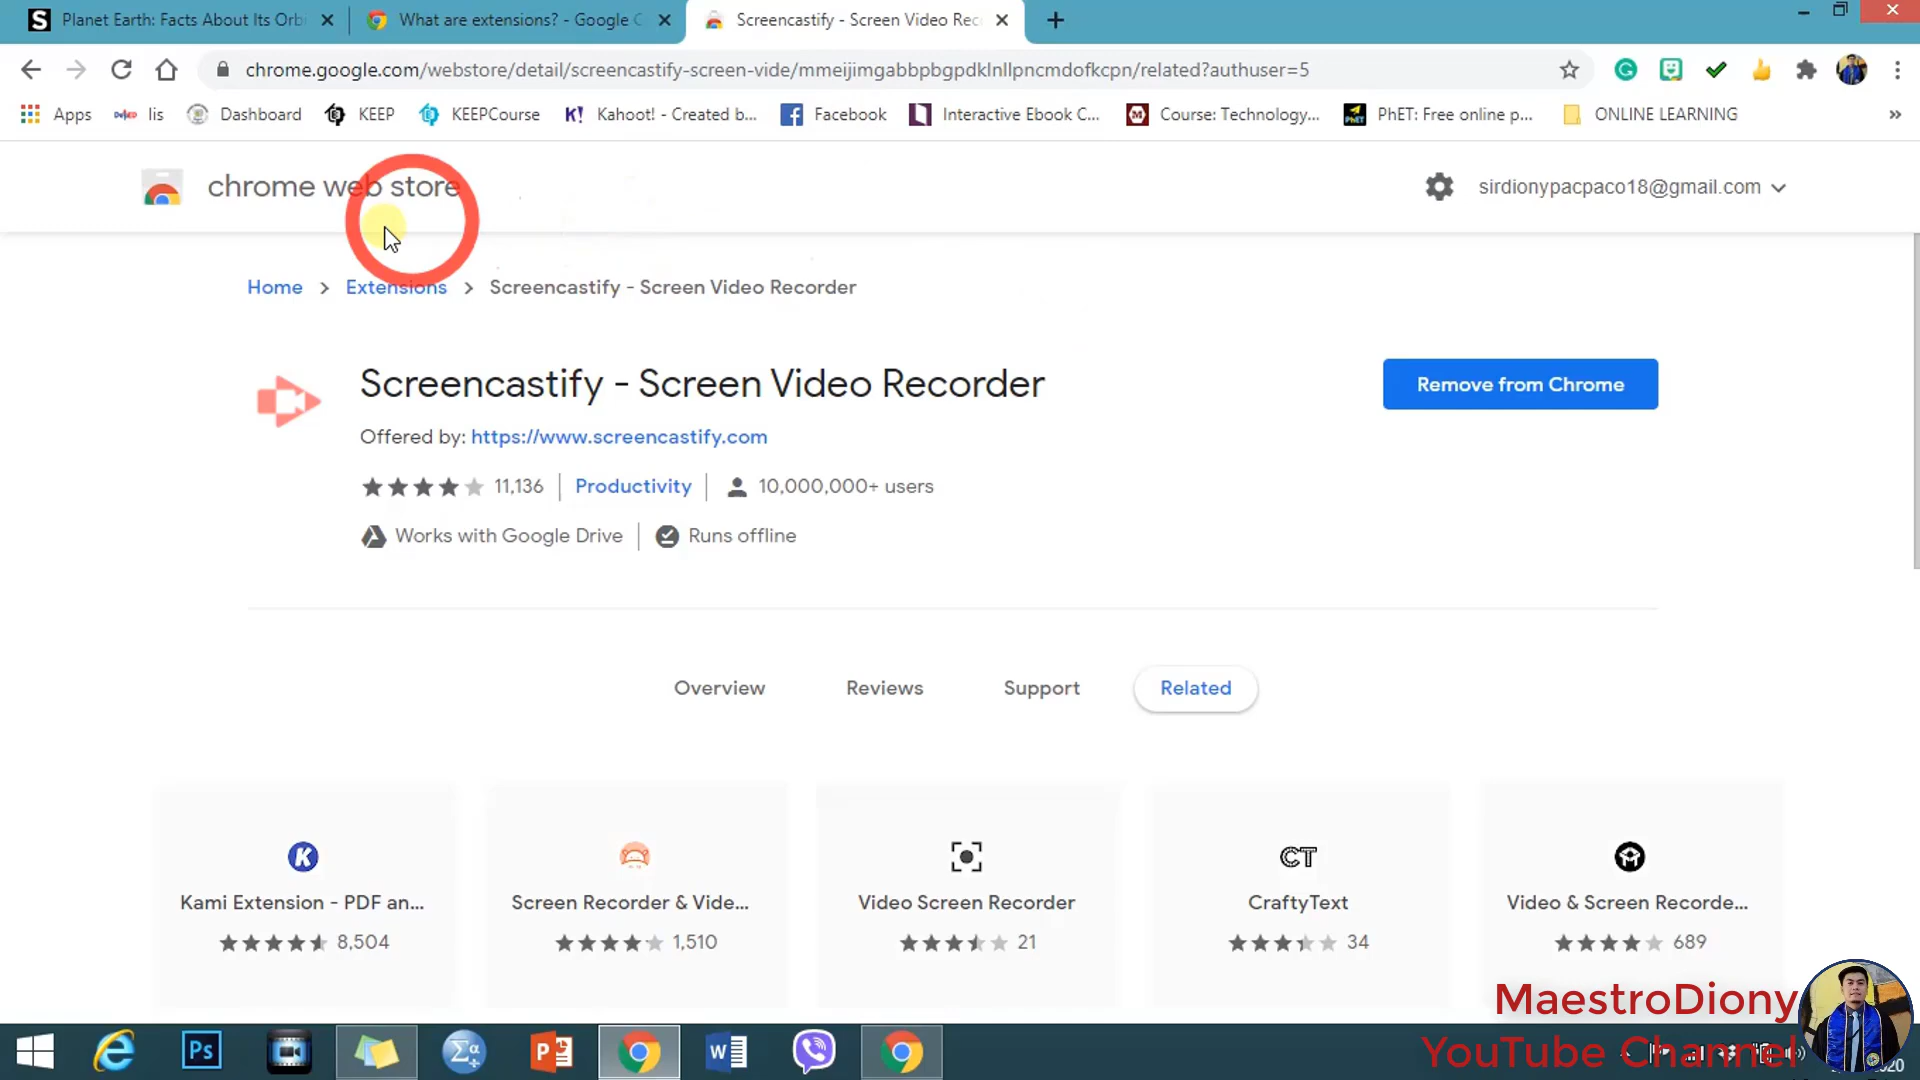 Planet Earth: Facts About Its Orbi
What are extensions? - Google C
Screencastify - Screen Video Rec
chrome.google.com/webstore/detail/screencastify-screen-vide/mmeijimgabbpbgpdklnllpncmdofkcpn/related?authuser=5
Apps
lis
Dashboard
KEEP
KEEPCourse
K! Kahoot! - Created b...
Facebook
Interactive Ebook C...
Course: Technology...
PhET: Free online p...
ONLINE LEARNING
chrome web store
sirdionypacpaco18@gmail.com
Home > Extensions > Screencastify - Screen Video Recorder
Screencastify - Screen Video Recorder
Remove from Chrome
Offered by: https://www.screencastify.com
11,136 Productivity 10,000,000+ users
Works with Google Drive Runs offline
Overview Reviews Support Related
CT
Kami Extension - PDF an...
Screen Recorder & Vide...
Video Screen Recorder
CraftyText
Video & Screen Recorde...
8,504
1,510
21
34
689
MaestroDiony
YouTube Channel